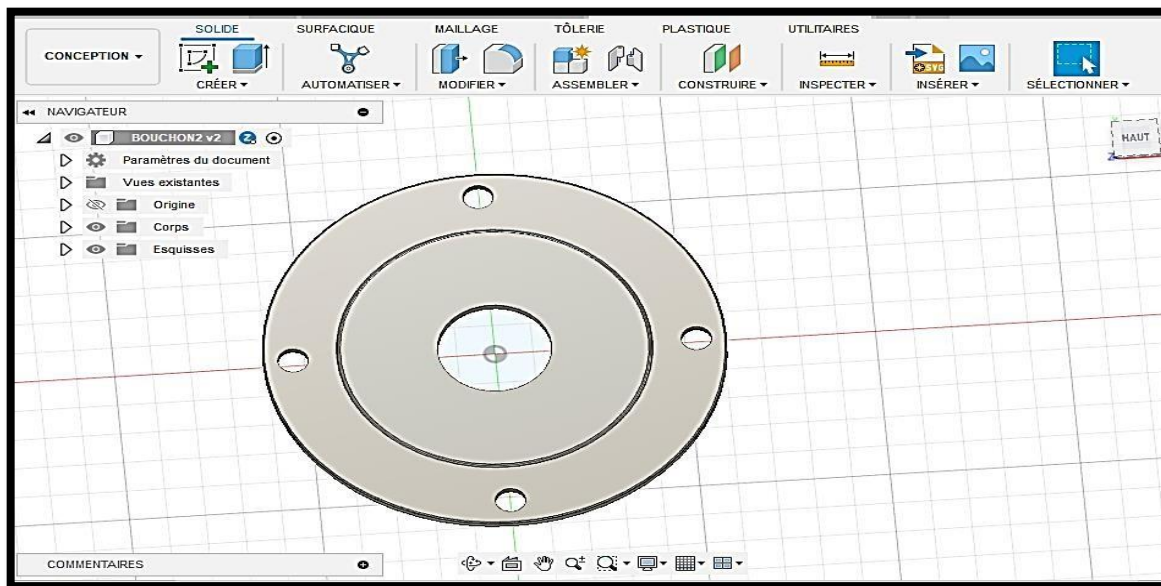 SOLIDE SURFACIQUE MAILLAGE TÔLERIE PLASTIQUE UTILITAIRES
CONCEPTION
CRÉER AUTOMATISER MODIFIER ASSEMBLER CONSTRUIRE INSPECTER INSÉRER SÉLECTIONNER
SVG
NAVIGATEUR
BOUCHON2 v2
Paramètres du document
Vues existantes
Origine
Corps
Esquisses
HAUT
Z
COMMENTAIRES